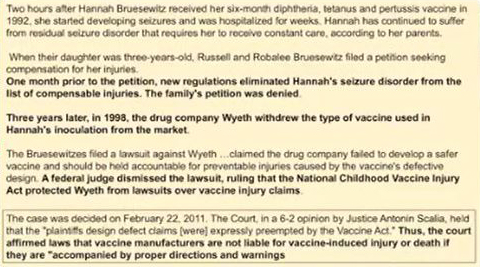 Two hours after Hannah Bruesewitz received her six-month diphtheria, tetanus and pertussis vaccine in
1992, she started developing seizures and was hospitalized for weeks. Hannah has continued to suffer
from residual seizure disorder that requires her to receive constant care, according to her parents.
When their daughter was three-years-old, Russell and Robalee Bruesewitz filed a petition seeking
compensation for her injuries.
One month prior to the petition, new regulations eliminated Hannah's seizure disorder from the
list of compensable injuries. The family's petition was denied.
Three years later, in 1998, the drug company Wyeth withdrew the type of vaccine used in
Hannah's inoculation from the market.
The Bruesewitzes filed a lawsuit against Wyeth ...claimed the drug company failed to develop a safer
vaccine and should be held accountable for preventable injuries caused by the vaccine's defective
design. A federal judge dismissed the lawsuit, ruling that the National Childhood Vaccine Injury
Act protected Wyeth from lawsuits over vaccine injury claims.
The case was decided on February 22, 2011. The Court, in a 6-2 opinion by Justice Antonin Scalia, held
that the "plaintiffs design defect claims [were] expressly preempted by the Vaccine Act." Thus, the court
affirmed laws that vaccine manufacturers are not liable for vaccine-induced injury or death if
they are "accompanied by proper directions and warnings